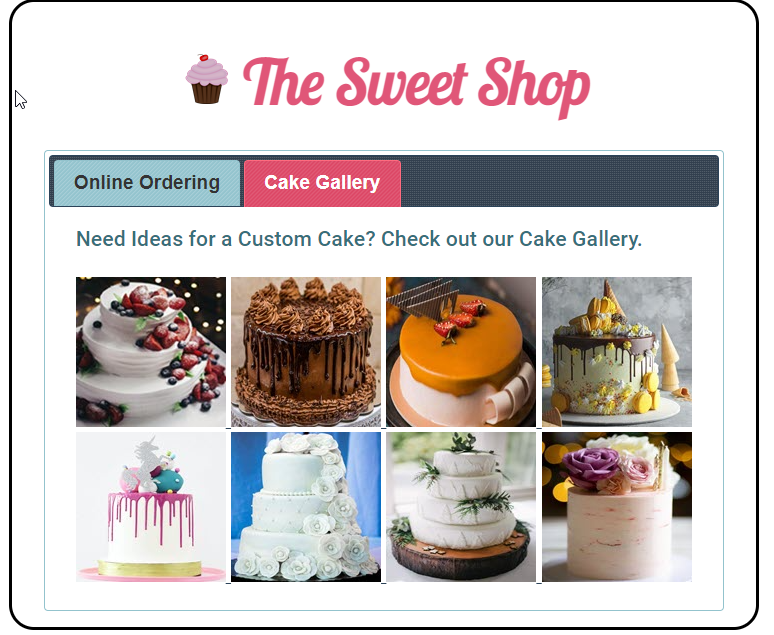 The Sweet Shop
Online Ordering
Cake Gallery
Need Ideas for a Custom Cake? Check out our Cake Gallery.